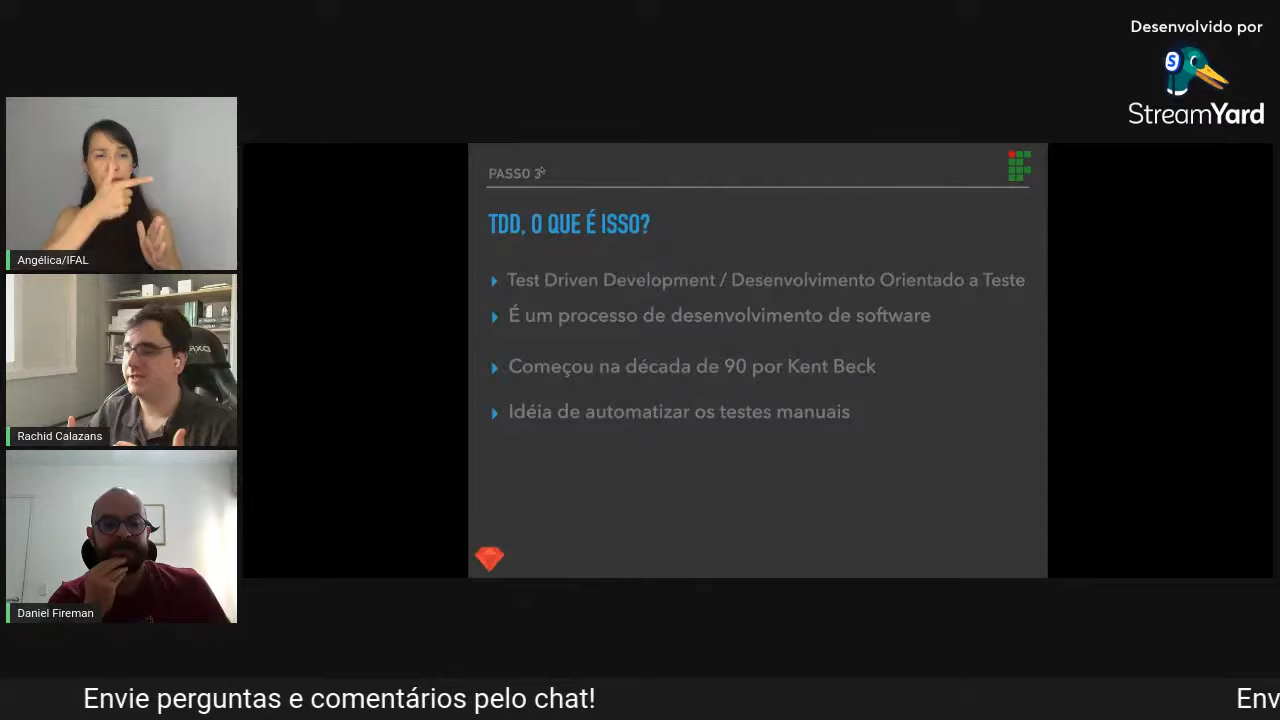 Desenvolvido por
StreamYard
Angélica/IFAL
Rachid Calazans
Daniel Fireman
PASSO 3
TDD, O QUE É ISSO?
Test Driven Development / Desenvolvimento Orientado a Teste
É um processo de desenvolvimento de software
Começou na década de 90 por Kent Beck
Idéia de automatizar os testes manuais
Envie perguntas e comentários pelo chat!
Env